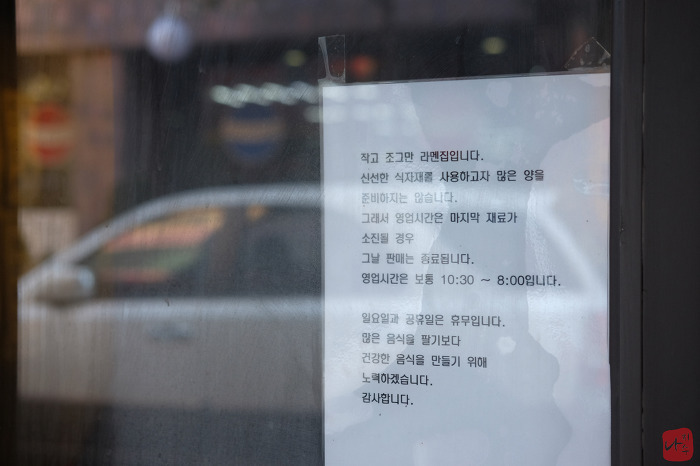 작고 조그만 라멘집입니다.
신선한 식자재를 사용하고자 많은 양을
준비하지는 않습니다.
그래서 영업시간은 마지막 재료가
소진될 경우
그날 판매는 종료됩니다.
영업시간은 보통 10:30 ~ 8:00입니다.
일요일과 공휴일은 휴무입니다.
많은 음식을 팔기보다
건강한 음식을 만들기 위해
노력하겠습니다.
감사합니다.